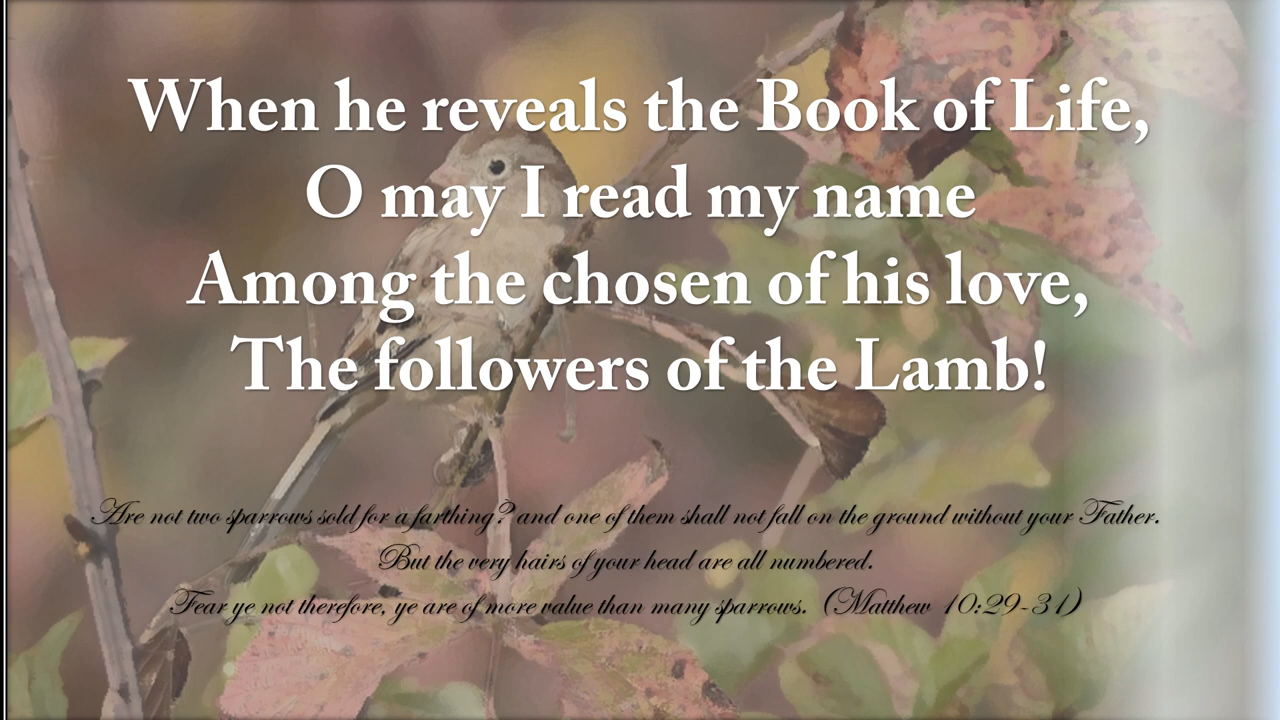 When he reveals the Book of Life,
O may I read my name
Among the chosen of his love,
The followers of the Lamb!
Are not two sparrows sold for a farthing? and one of them shall not fall on the ground without your Father.
But the very hairs of your head are all numbered.
Fear ye not therefore, ye are of more value than many sparrows. (Matthew 10:29-31)